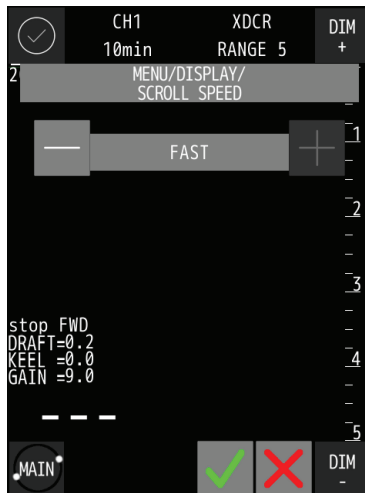 CH1 XDCR DIM
10min RANGE 5 +
2
MENU/DISPLAY/
SCROLL SPEED
1
FAST
2
3
stop FWD
DRAFT=0.2
KEEL =0.0
4
GAIN =9.0
- - -
5
MAIN DIM
-